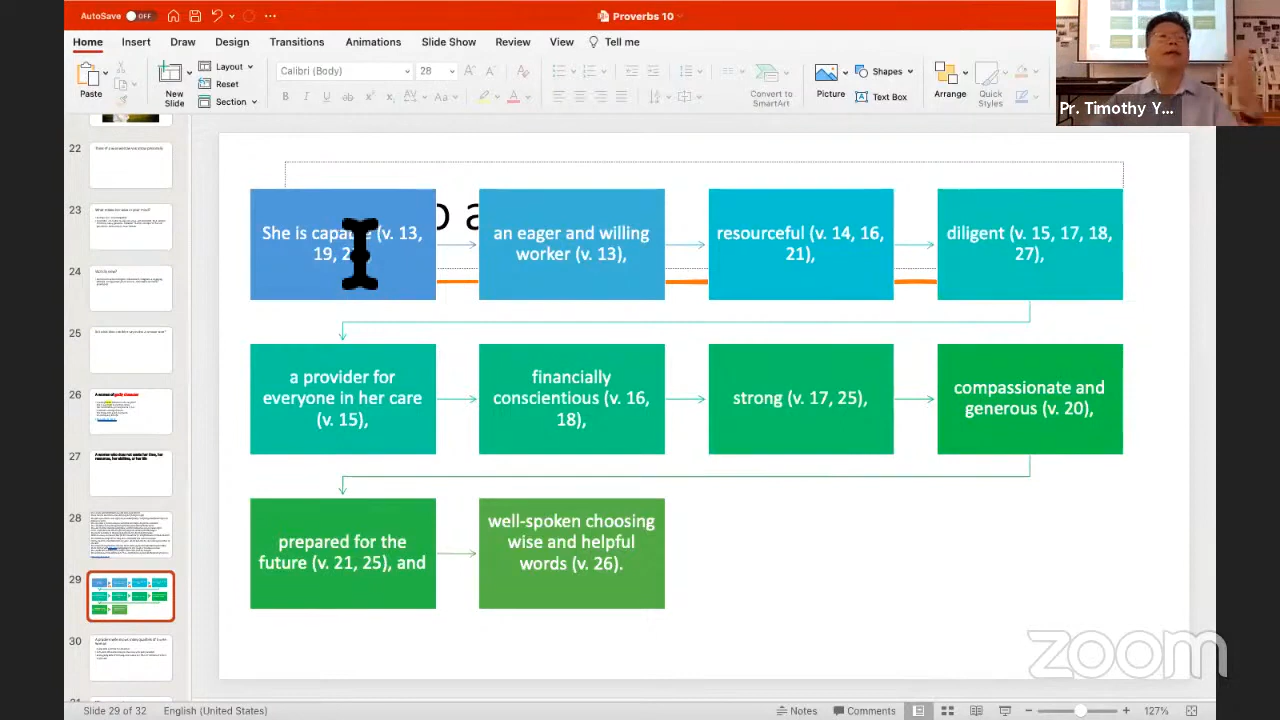 AutoSave OFF
Proverbs 10
Home Insert Draw Design Transitions Animations Slide Show Review View Tell me
Paste
New
Slide
Layout
Reset
Section
Calibri (Body) 28
Convert to
SmartArt
Picture
Shapes
Text Box
Arrange
Quick
Styles
Pr. Timothy Y...
22
23
24
25
26
27
28
29
30
She is (v. 13,
19,
an eager and willing
worker (v. 13),
resourceful (v. 14, 16,
21),
diligent (v. 15, 17, 18,
27),
a provider for
everyone in her care
(v. 15),
financially
conscientious (v. 16,
18),
strong (v. 17, 25),
compassionate and
generous (v. 20),
prepared for the
future (v. 21, 25), and
well-spoken choosing
wise and helpful
words (v. 26).
zoom
Slide 29 of 32 English (United States) Notes Comments 127%